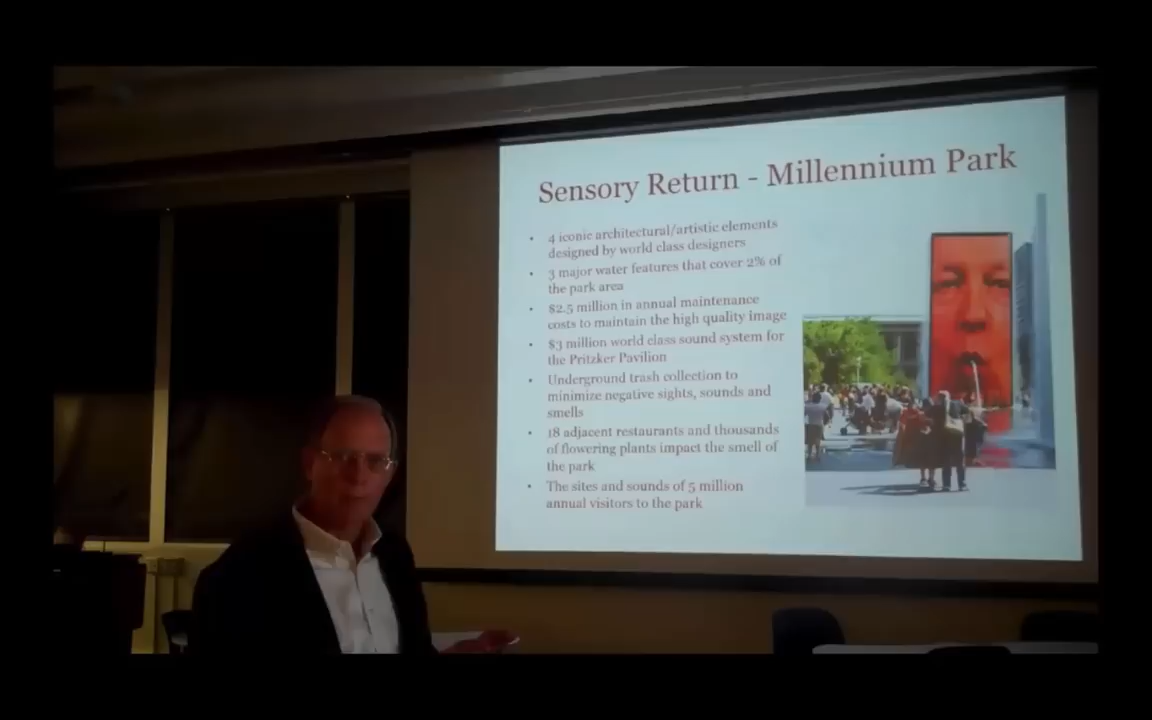 Sensory Return - Millennium Park
• 4 iconic architectural/artistic elements
designed by world class designers
• 3 major water features that cover 2% of
the park area
• $2.5 million in annual maintenance
costs to maintain the high quality image
• $3 million world class sound system for
the Pritzker Pavilion
• Underground trash collection to
minimize negative sights, sounds and
smells
• 18 adjacent restaurants and thousands
of flowering plants impact the smell of
the park
• The sites and sounds of 5 million
annual visitors to the park